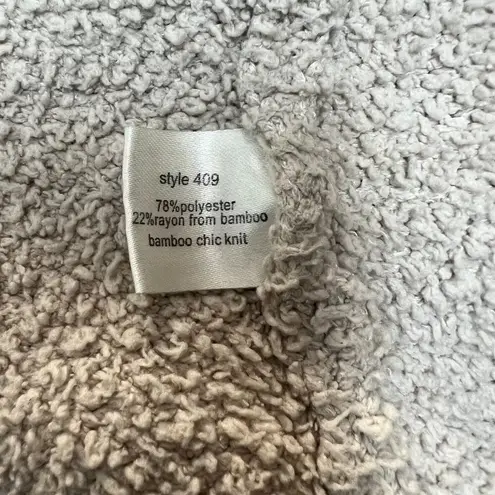 style 409
78%polyester
22%rayon from bamboo
bamboo chic knit